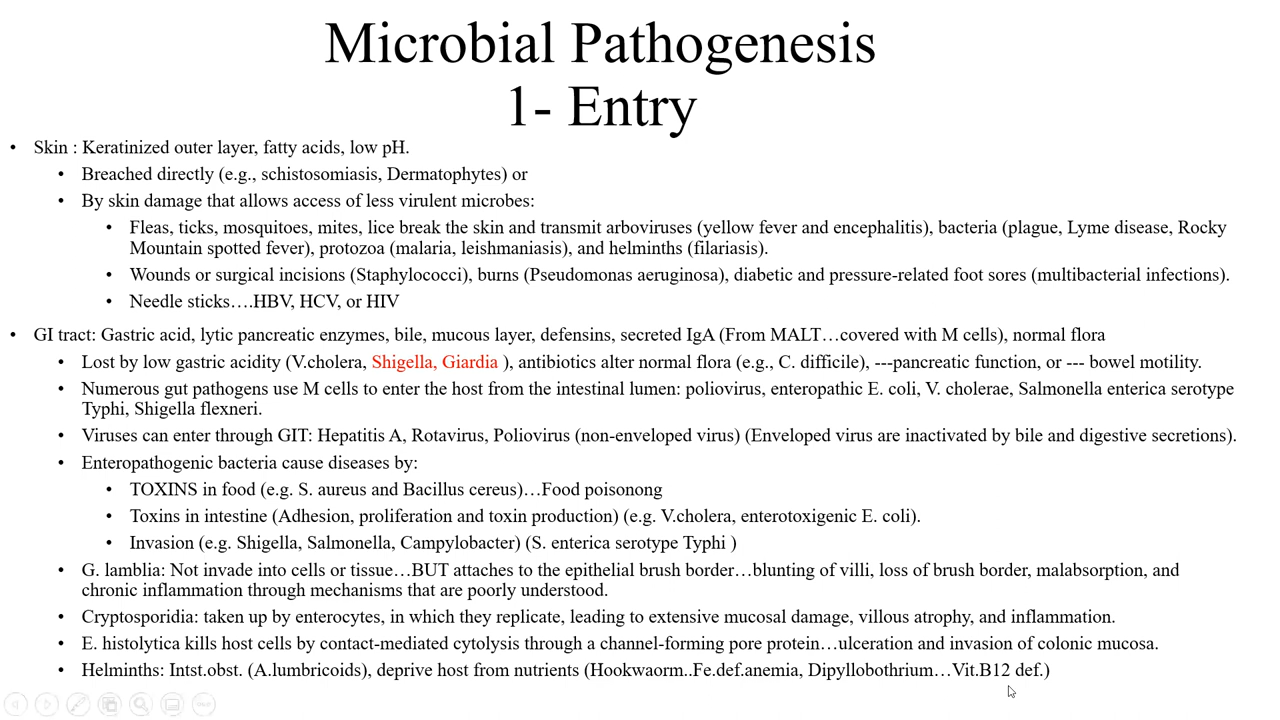 Microbial Pathogenesis
1- Entry
• Skin : Keratinized outer layer, fatty acids, low pH.
• Breached directly (e.g., schistosomiasis, Dermatophytes) or
• By skin damage that allows access of less virulent microbes:
• Fleas, ticks, mosquitoes, mites, lice break the skin and transmit arboviruses (yellow fever and encephalitis), bacteria (plague, Lyme disease, Rocky
Mountain spotted fever), protozoa (malaria, leishmaniasis), and helminths (filariasis).
• Wounds or surgical incisions (Staphylococci), burns (Pseudomonas aeruginosa), diabetic and pressure-related foot sores (multibacterial infections).
• Needle sticks….HBV, HCV, or HIV
• GI tract: Gastric acid, lytic pancreatic enzymes, bile, mucous layer, defensins, secreted IgA (From MALT…covered with M cells), normal flora
• Lost by low gastric acidity (V.cholera, Shigella, Giardia ), antibiotics alter normal flora (e.g., C. difficile), ---pancreatic function, or --- bowel motility.
• Numerous gut pathogens use M cells to enter the host from the intestinal lumen: poliovirus, enteropathic E. coli, V. cholerae, Salmonella enterica serotype
Typhi, Shigella flexneri.
• Viruses can enter through GIT: Hepatitis A, Rotavirus, Poliovirus (non-enveloped virus) (Enveloped virus are inactivated by bile and digestive secretions).
• Enteropathogenic bacteria cause diseases by:
• TOXINS in food (e.g. S. aureus and Bacillus cereus)…Food poisonong
• Toxins in intestine (Adhesion, proliferation and toxin production) (e.g. V.cholera, enterotoxigenic E. coli).
• Invasion (e.g. Shigella, Salmonella, Campylobacter) (S. enterica serotype Typhi )
• G. lamblia: Not invade into cells or tissue…BUT attaches to the epithelial brush border…blunting of villi, loss of brush border, malabsorption, and
chronic inflammation through mechanisms that are poorly understood.
• Cryptosporidia: taken up by enterocytes, in which they replicate, leading to extensive mucosal damage, villous atrophy, and inflammation.
• E. histolytica kills host cells by contact-mediated cytolysis through a channel-forming pore protein…ulceration and invasion of colonic mucosa.
• Helminths: Intst.obst. (A.lumbricoids), deprive host from nutrients (Hookwaorm..Fe.def.anemia, Dipyllobothrium…Vit.B12 def.)